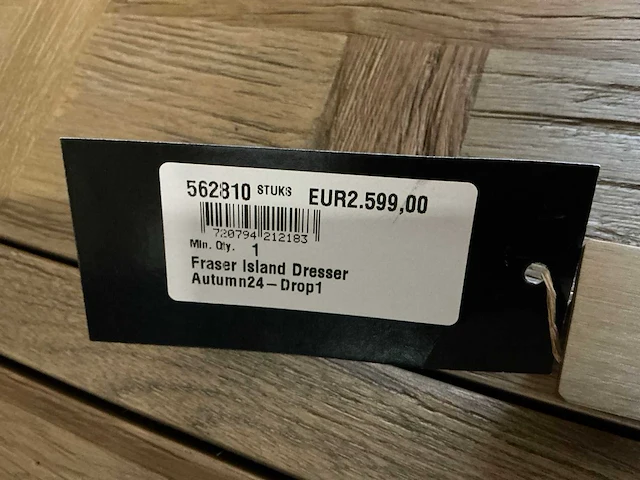 562810 STUKS EUR2.599,00
720794 212183
Min. Qty. 1
Fraser Island Dresser
Autumn24-Drop1